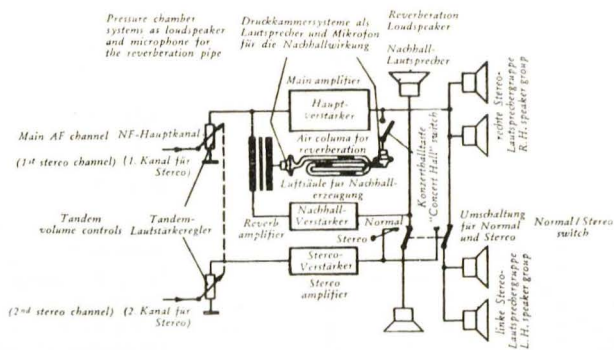 Pressure chamber
systems as loudspeaker
and microphone for
the reverberation pipe
Druckkammersysteme als
Lautsprecher und Mikrofon
für die Nachhallwirkung
Reverberation
Loudspeaker
Nachhall-
Lautsprecher
Main amplifier
Haupt-
verstärker
rechte Stereo-
Lautsprechergruppe
R.H. speaker group
Main AF channel
NF-Hauptkanal
(1st stereo channel)
(1. Kanal für
Stereo)
Air columa for
reverberation
Luftsäule für Nachhall-
erzeugung
Konzerthalltaste
"Concert Hall" switch
Tandem
volume controls
Tandem-
Lautstärkeregler
Reverb
amplifier
Nachhall-
Verstärker
Normal
Stereo
Umschaltung
für Normal
und Stereo
Normal/Stereo
switch
Stereo-
Verstärker
Stereo
amplifier
(2nd stereo channel)
(2. Kanal für
Stereo)
linke Stereo-
Lautsprechergruppe
L.H. speaker group